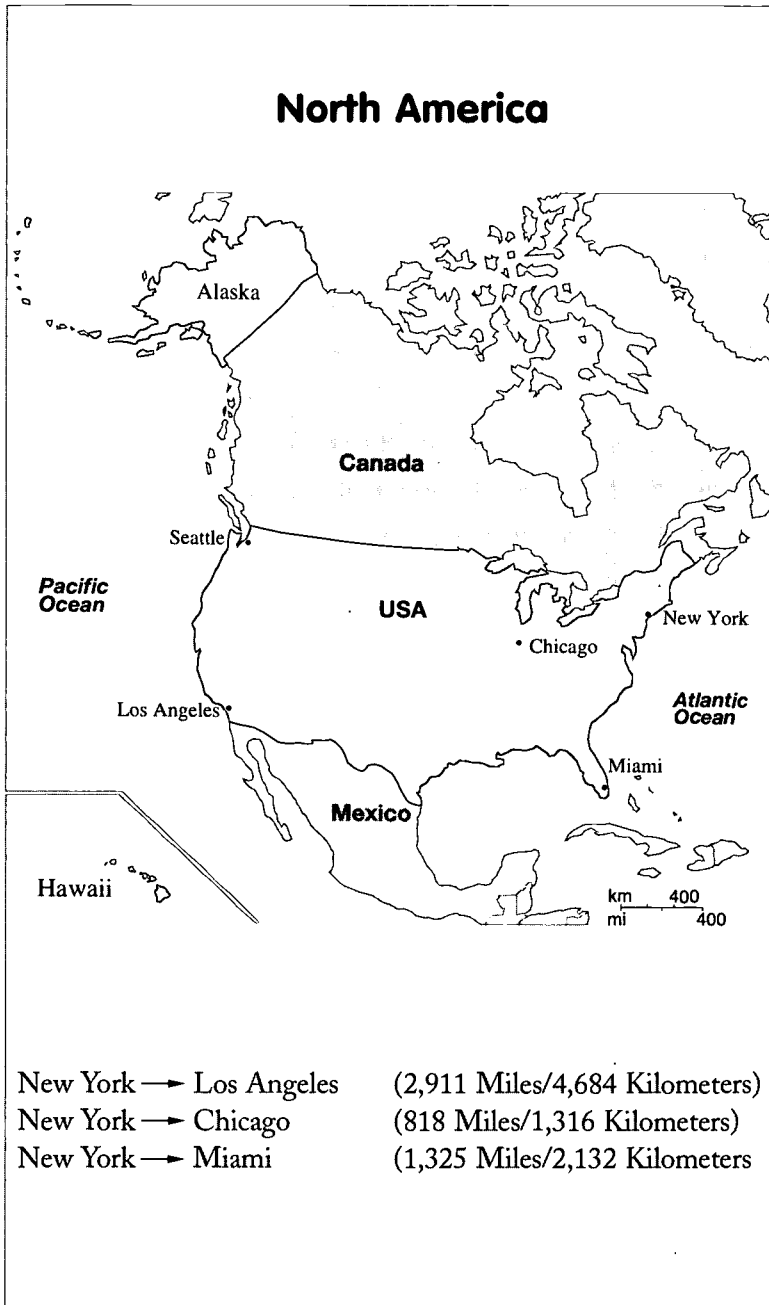 North America
Alaska
Canada
Seattle
Pacific
Ocean
USA
New York
Chicago
Los Angeles
Atlantic
Ocean
Miami
Mexico
Hawaii
km 400
mi 400
New York → Los Angeles (2,911 Miles/4,684 Kilometers)
New York → Chicago (818 Miles/1,316 Kilometers)
New York → Miami (1,325 Miles/2,132 Kilometers